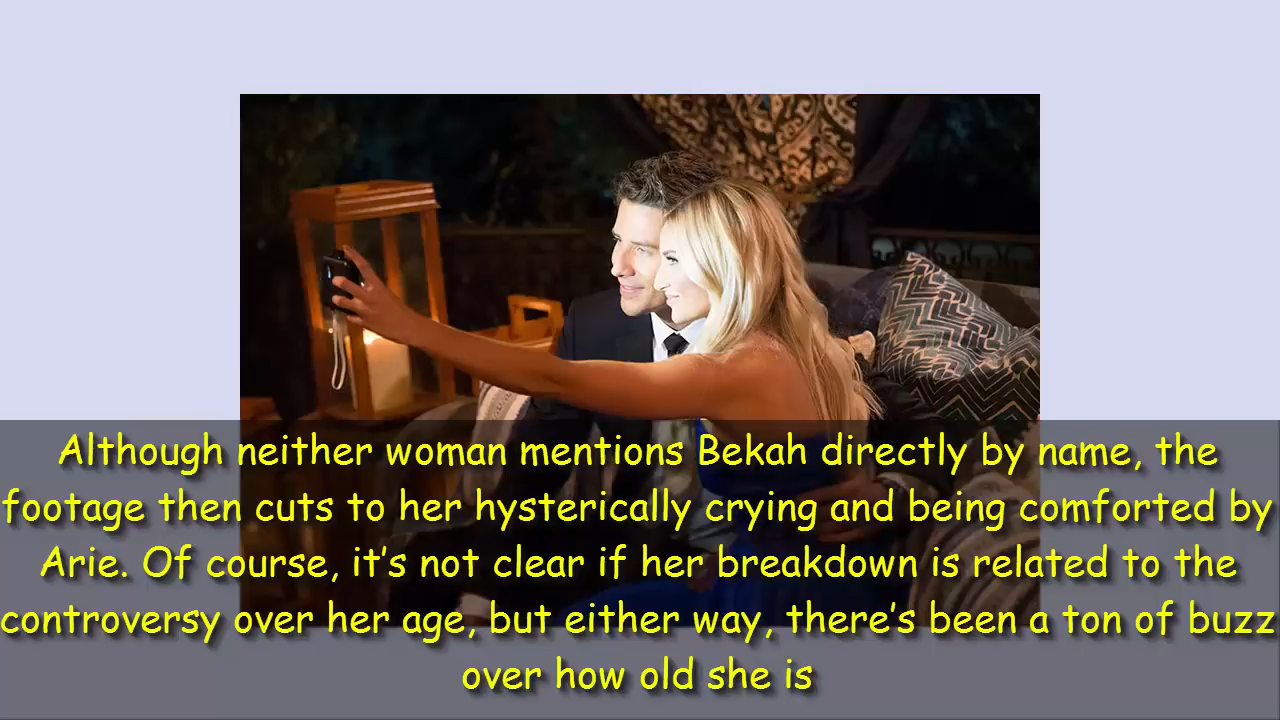 Although neither woman mentions Bekah directly by name, the
footage then cuts to her hysterically crying and being comforted by
Arie. Of course, it’s not clear if her breakdown is related to the
controversy over her age, but either way, there’s been a ton of buzz
over how old she is